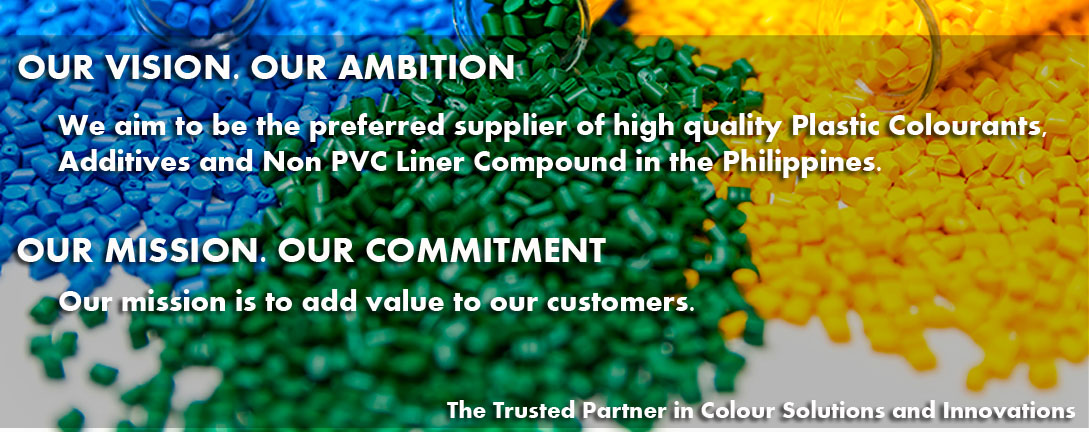 OUR VISION. OUR AMBITION
We aim to be the preferred supplier of high quality Plastic Colourants,
Additives and Non PVC Liner Compound in the Philippines.
OUR MISSION. OUR COMMITMENT
Our mission is to add value to our customers.
The Trusted Partner in Colour Solutions and Innovations